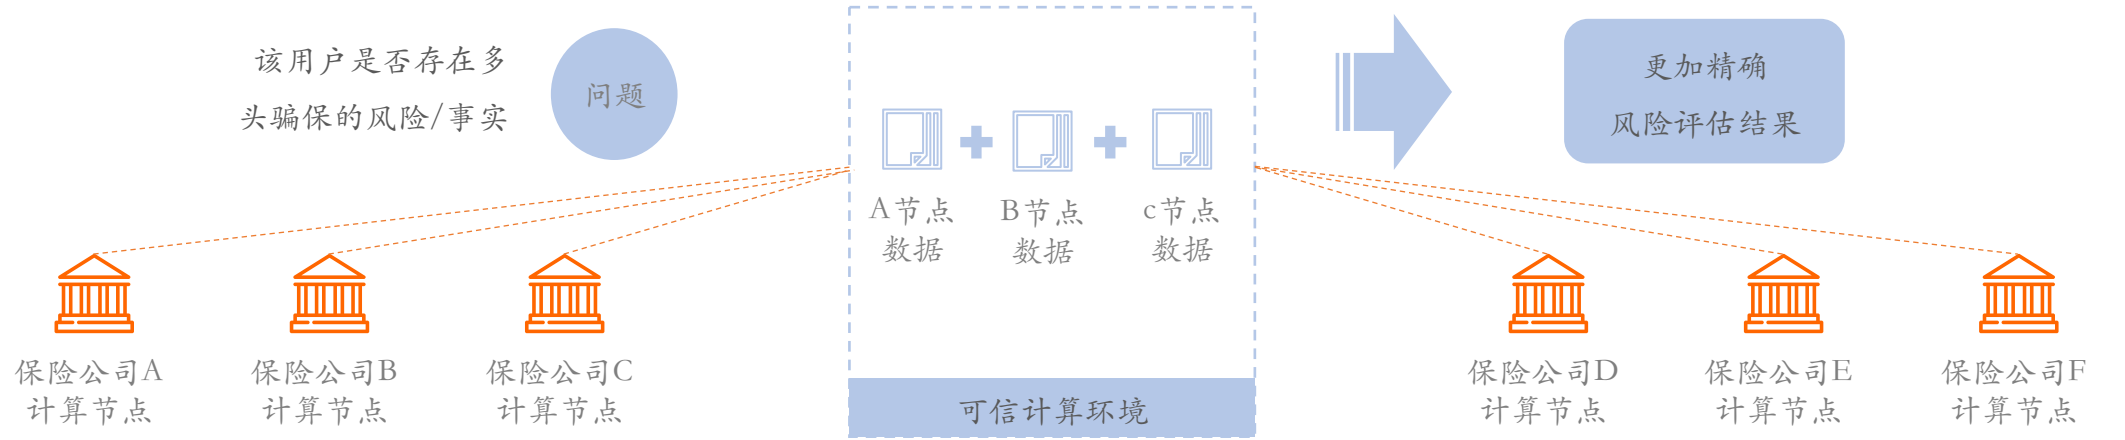 该用户是否存在多
头骗保的风险/事实
问题
A节点
数据
B节点
数据
c节点
数据
更加精确
风险评估结果
保险公司A
计算节点
保险公司B
计算节点
保险公司C
计算节点
可信计算环境
保险公司D
计算节点
保险公司E
计算节点
保险公司F
计算节点